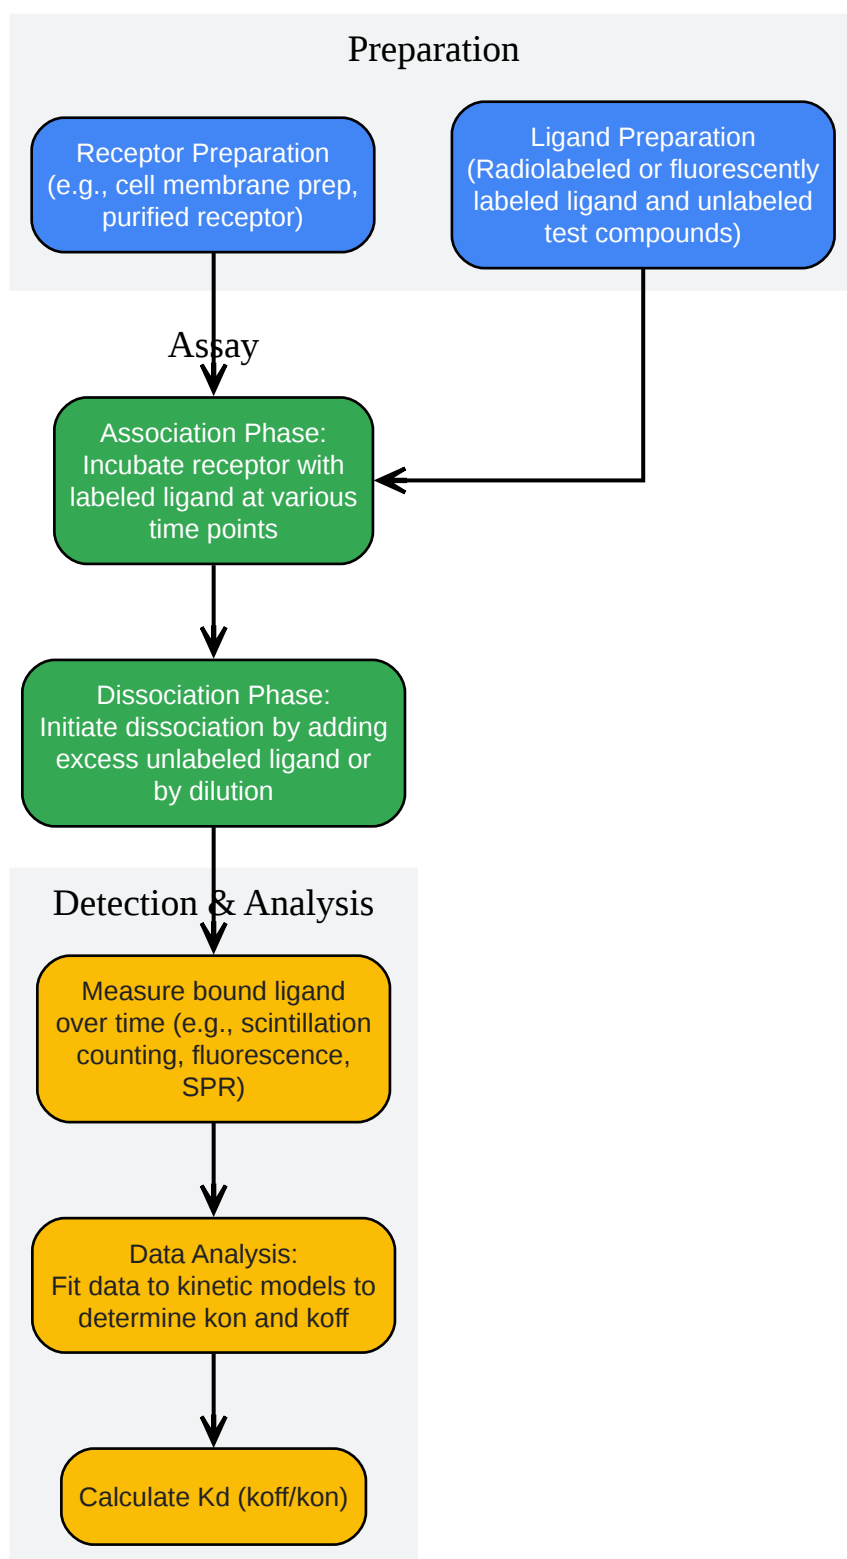 Preparation
Receptor Preparation
(e.g., cell membrane prep,
purified receptor)
Ligand Preparation
(Radiolabeled or fluorescently
labeled ligand and unlabeled
test compounds)
Assay
Association Phase:
Incubate receptor with
labeled ligand at various
time points
Dissociation Phase:
Initiate dissociation by adding
excess unlabeled ligand or
by dilution
Detection & Analysis
Measure bound ligand
over time (e.g., scintillation
counting, fluorescence,
SPR)
Data Analysis:
Fit data to kinetic models to
determine kon and koff
Calculate Kd (koff/kon)